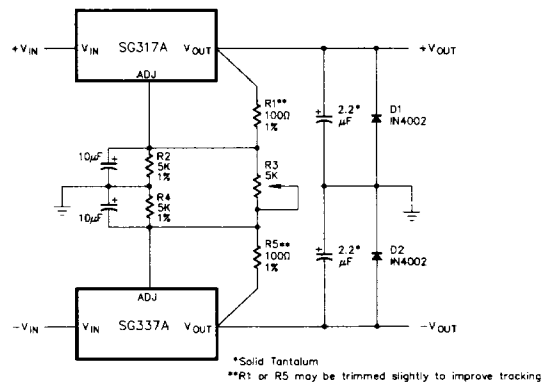 +VIN
VIN
SG317A
VOUT
ADJ
+VOUT
R1**
100Ω
1%
2.2*
μF
D1
IN4002
10μF
R2
5K
1%
R3
5K
10μF
R4
5K
1%
R5**
100Ω
1%
2.2*
μF
D2
IN4002
ADJ
−VIN
VIN
SG337A
VOUT
−VOUT
*Solid Tantalum
**R1 or R5 may be trimmed slightly to improve tracking